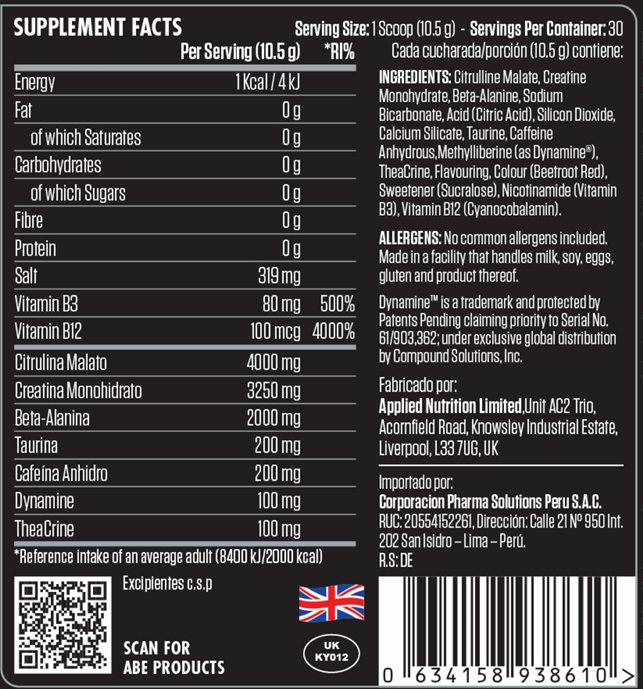 SUPPLEMENT FACTS
Serving Size: 1 Scoop (10.5 g) - Servings Per Container: 30
Per Serving (10.5 g) *RI%
Cada cucharada/porción (10.5 g) contiene:
Energy 1 Kcal / 4 kJ
Fat 0 g
of which Saturates 0 g
Carbohydrates 0 g
of which Sugars 0 g
Fibre 0 g
Protein 0 g
Salt 319 mg
Vitamin B3 80 mg 500%
Vitamin B12 100 mcg 4000%
Citrulina Malato 4000 mg
Creatina Monohidrato 3250 mg
Beta-Alanina 2000 mg
Taurina 200 mg
Cafeína Anhidro 200 mg
Dynamine 100 mg
TheaCrine 100 mg
*Reference intake of an average adult (8400 kJ/2000 kcal)
Excipientes c.s.p
SCAN FOR
ABE PRODUCTS
UK
KY012
INGREDIENTS: Citrulline Malate, Creatine
Monohydrate, Beta-Alanine, Sodium
Bicarbonate, Acid (Citric Acid), Silicon Dioxide,
Calcium Silicate, Taurine, Caffeine
Anhydrous,Methylliberine (as Dynamine®),
TheaCrine, Flavouring, Colour (Beetroot Red),
Sweetener (Sucralose), Nicotinamide (Vitamin
B3), Vitamin B12 (Cyanocobalamin).
ALLERGENS: No common allergens included.
Made in a facility that handles milk, soy, eggs,
gluten and product thereof.
Dynamine™ is a trademark and protected by
Patents Pending claiming priority to Serial No.
61/903,362; under exclusive global distribution
by Compound Solutions, Inc.
Fabricado por:
Applied Nutrition Limited,Unit AC2 Trio,
Acornfield Road, Knowsley Industrial Estate,
Liverpool, L33 7UG, UK
Importado por:
Corporacion Pharma Solutions Peru S.A.C.
RUC: 20554152261, Dirección: Calle 21 Nº 950 Int.
202 San Isidro – Lima – Perú.
R.S: DE
0 634158 938610 >